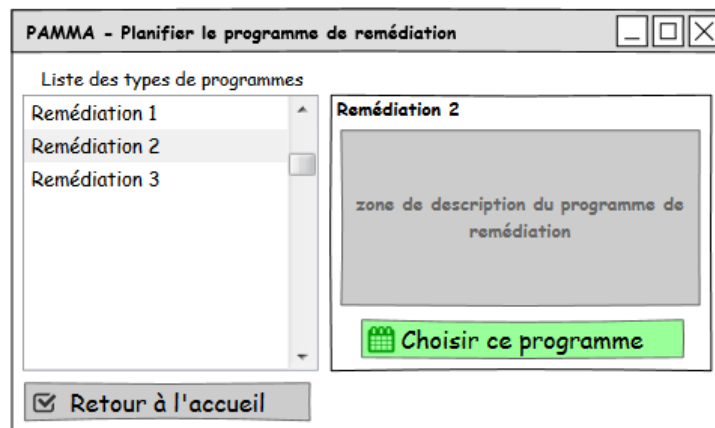 PAMMA - Planifier le programme de remédiation
Liste des types de programmes
Remédiation 1
Remédiation 2
Remédiation 3
Remédiation 2
zone de description du programme de
remédiation
Choisir ce programme
Retour à l'accueil